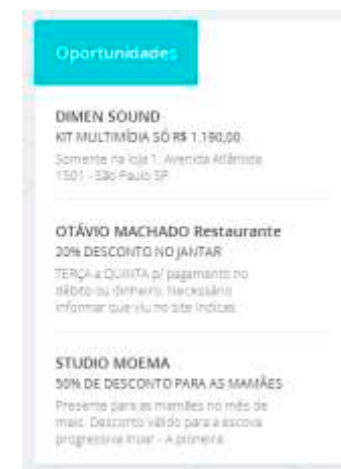 Oportunidades
DIMEN SOUND
KIT MULTIMÍDIA SÓ R$ 1.190,00
Somente na loja 1. Avenida Atlântica
1501 - São Paulo SP
OTÁVIO MACHADO Restaurante
20% DESCONTO NO JANTAR
TERÇA a QUINTA p/ pagamento no
débito ou dinheiro. Necessário
informar que viu no site Indices.
STUDIO MOEMA
50% DE DESCONTO PARA AS MAMÃES
Presente para as mamães no mês de
maio. Desconto válido para a escova
progressiva Inoar - A pioneira.